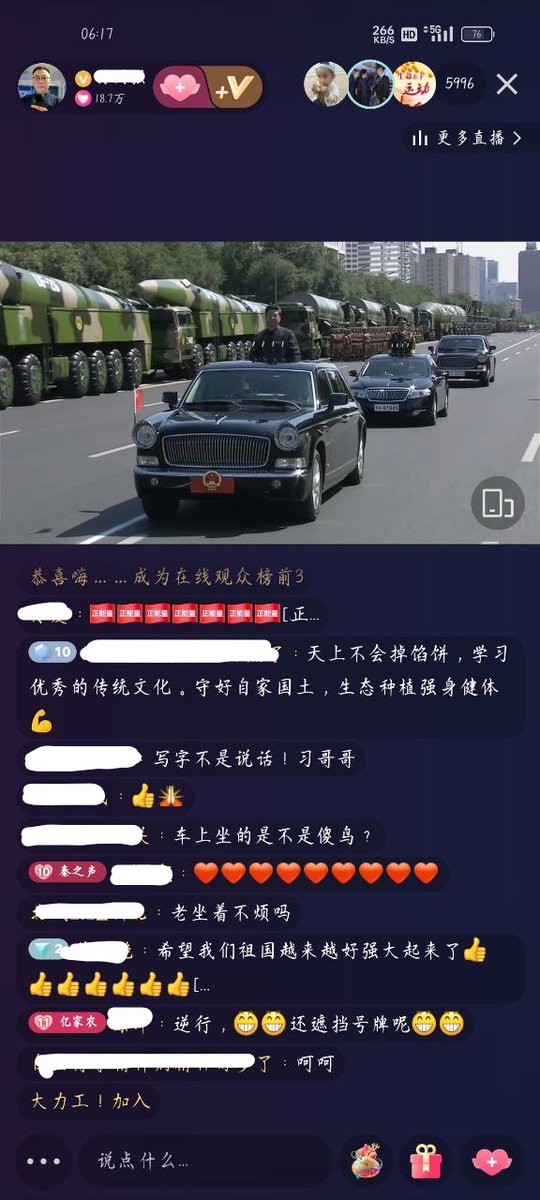 06:17
266 KB/S HD 5G 76
V
18.7万
+V
生命在于
运动
5996
更多直播
恭喜嗨……成为在线观众榜前3
：正能量正能量正能量正能量正能量正能量正能量[正...
10 ：天上不会掉馅饼，学习
优秀的传统文化。守好自家国土，生态种植强身健体
💪
写字不是说话！习哥哥
：👍🙏
：车上坐的是不是傻鸟？
10 秦之声 ：❤️❤️❤️❤️❤️❤️❤️❤️❤️
：老坐着不烦吗
：希望我们祖国越来越好强大起来了👍
👍👍👍👍👍👍[...
11 亿家农 ：逆行，😁😁还遮挡号牌呢😁😁
了：呵呵
大力工！加入
说点什么...